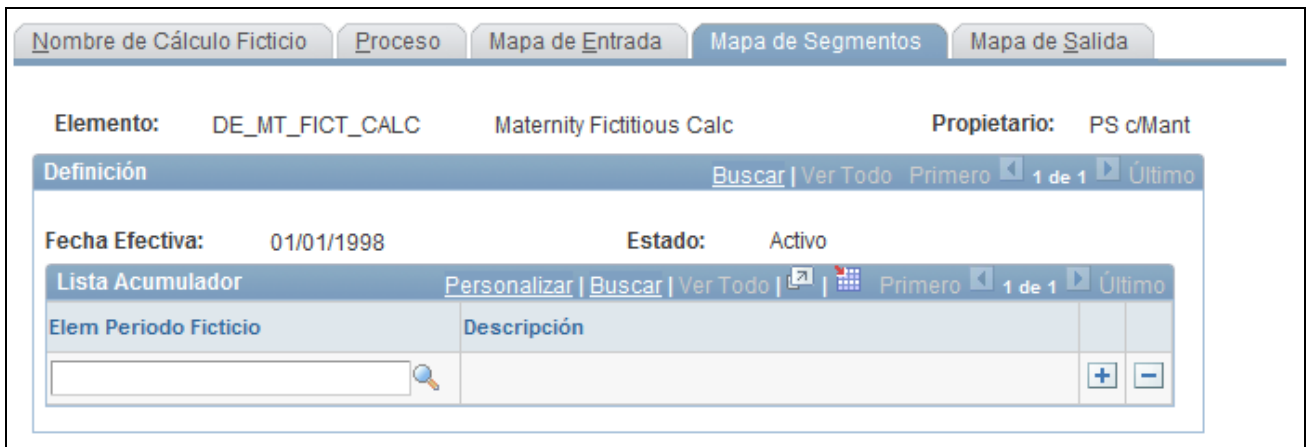 Nombre de Cálculo Ficticio Proceso Mapa de Entrada Mapa de Segmentos Mapa de Salida
Elemento: DE_MT_FICT_CALC Maternity Fictitious Calc Propietario: PS c/Mant
Definición Buscar | Ver Todo Primero 1 de 1 Último
Fecha Efectiva: 01/01/1998 Estado: Activo
Lista Acumulador Personalizar | Buscar | Ver Todo | | Primero 1 de 1 Último
Elem Periodo Ficticio Descripción